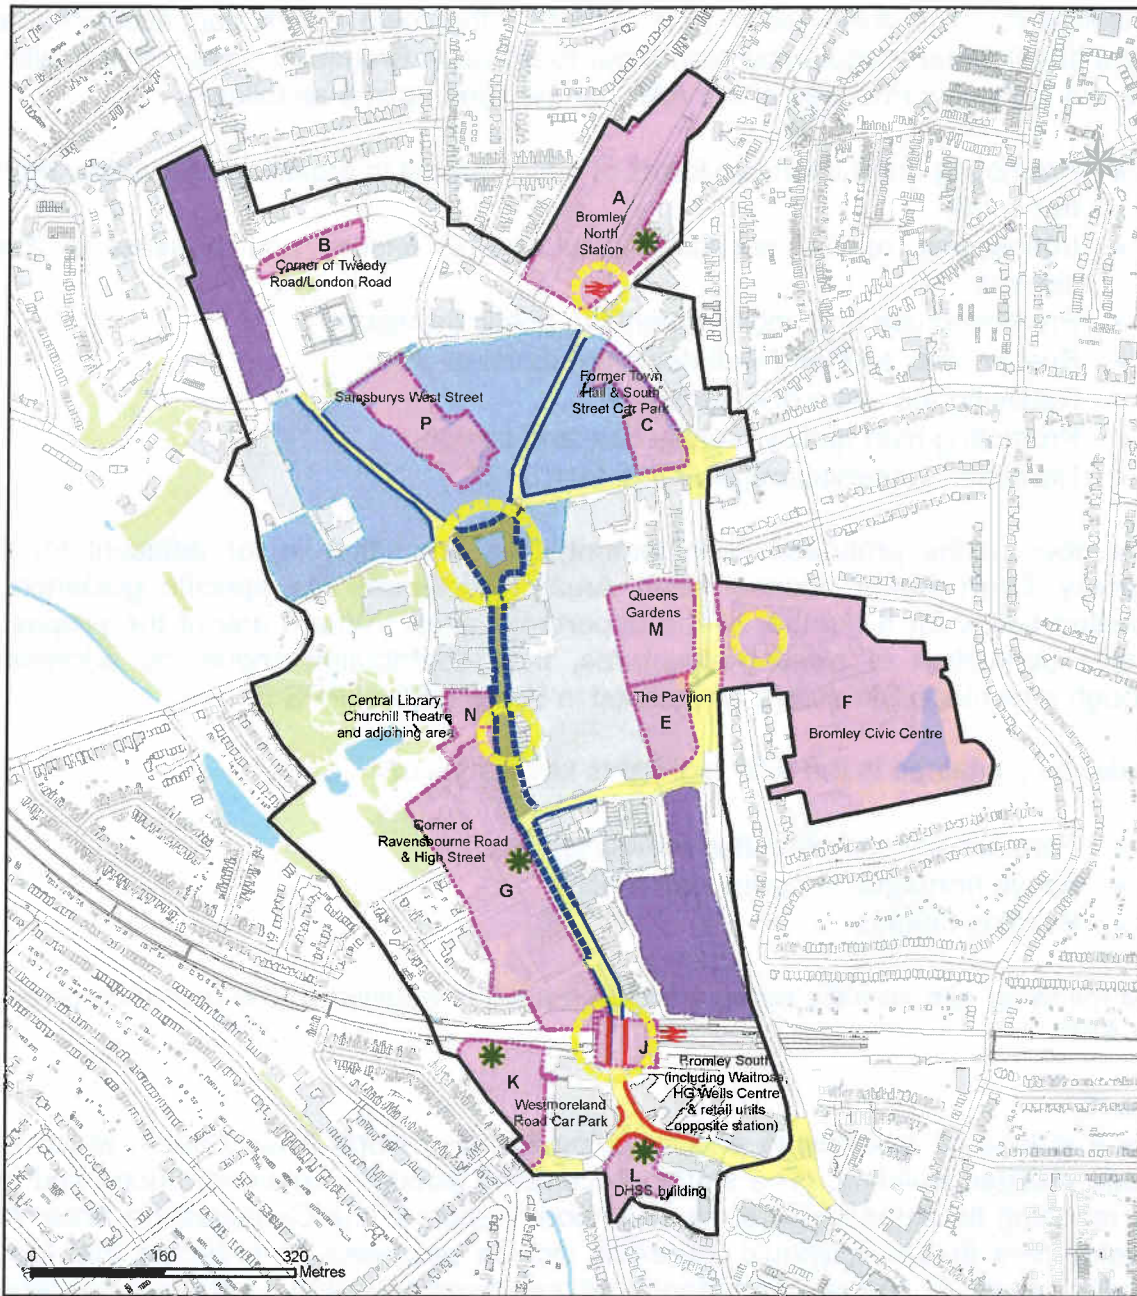 A
Bromley
North
Station
B
Corner of Tweedy
Road/London Road
Former Town
Hall & South
Street Car Park
C
Sainsburys West Street
P
Queens
Gardens
M
The Pavilion
E
F
Bromley Civic Centre
Central Library
Churchill Theatre
and adjoining area
N
Corner of
Ravensbourne Road
& High Street
G
J
Bromley South
(including Waitrose,
HG Wells Centre
& retail units
opposite station)
K
Westmoreland
Road Car Park
L
DHSS building
0 160 320
Metres